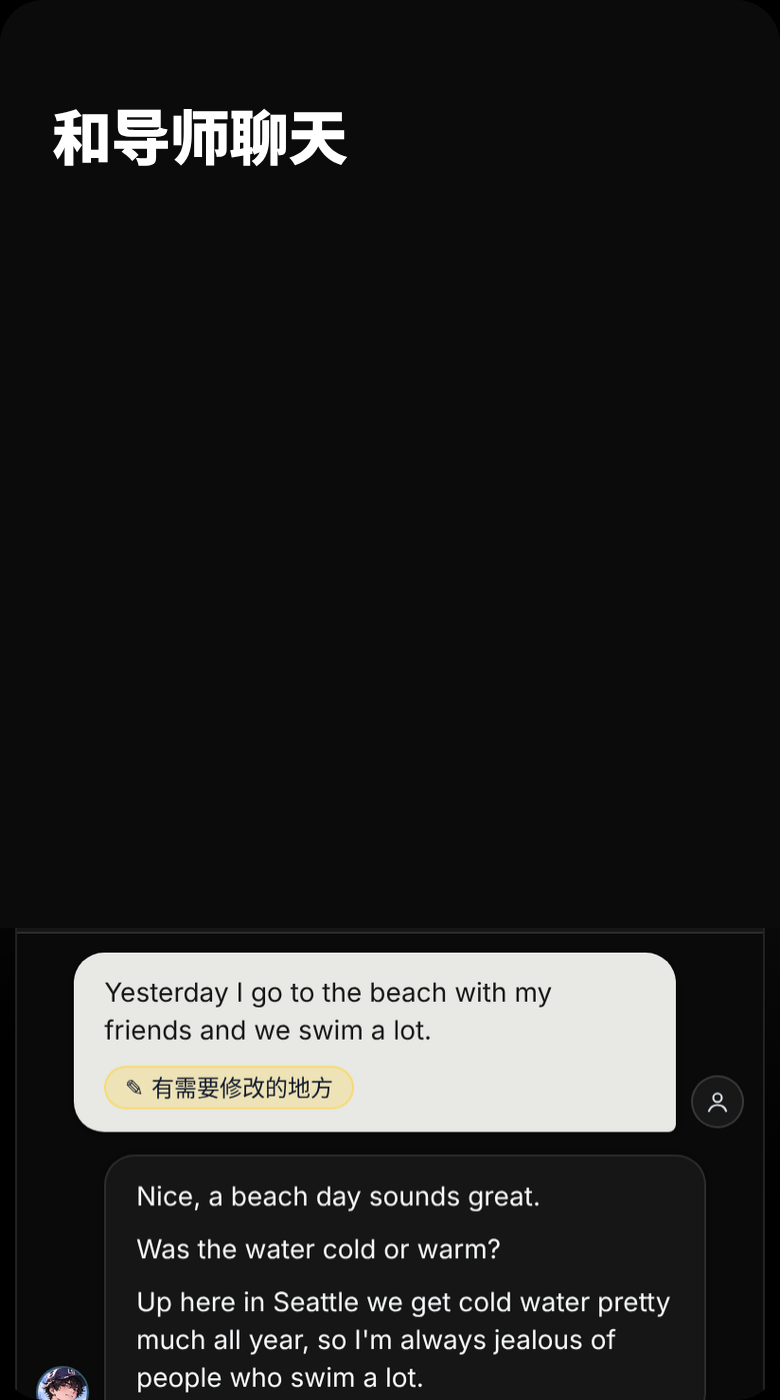 和导师聊天
Yesterday I go to the beach with my
friends and we swim a lot.
✎ 有需要修改的地方
Nice, a beach day sounds great.
Was the water cold or warm?
Up here in Seattle we get cold water pretty
much all year, so I'm always jealous of
people who swim a lot.